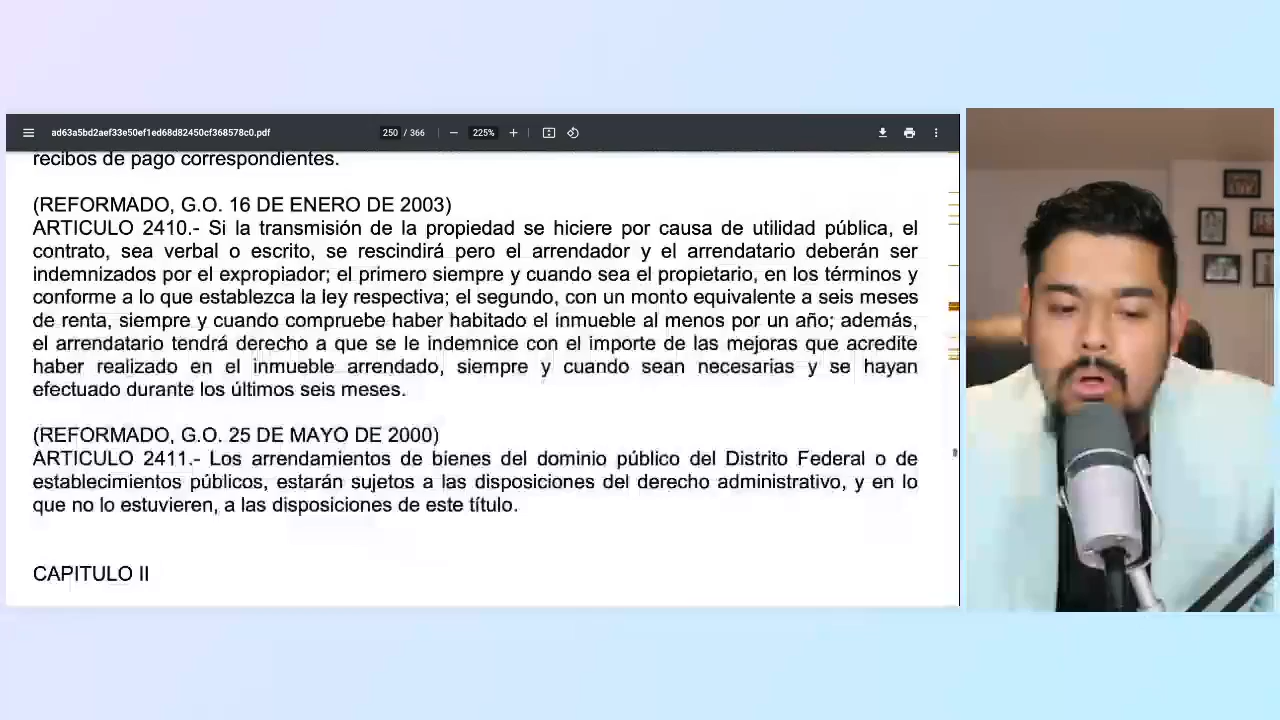 ad63a5bd2aef33e50ef1ed68d82450cf368578c0.pdf
250 / 366
225%
recibos de pago correspondientes.
(REFORMADO, G.O. 16 DE ENERO DE 2003)
ARTICULO 2410.- Si la transmisión de la propiedad se hiciere por causa de utilidad pública, el
contrato, sea verbal o escrito, se rescindirá pero el arrendador y el arrendatario deberán ser
indemnizados por el expropiador; el primero siempre y cuando sea el propietario, en los términos y
conforme a lo que establezca la ley respectiva; el segundo, con un monto equivalente a seis meses
de renta, siempre y cuando compruebe haber habitado el inmueble al menos por un año; además,
el arrendatario tendrá derecho a que se le indemnice con el importe de las mejoras que acredite
haber realizado en el inmueble arrendado, siempre y cuando sean necesarias y se hayan
efectuado durante los últimos seis meses.
(REFORMADO, G.O. 25 DE MAYO DE 2000)
ARTICULO 2411.- Los arrendamientos de bienes del dominio público del Distrito Federal o de
establecimientos públicos, estarán sujetos a las disposiciones del derecho administrativo, y en lo
que no lo estuvieren, a las disposiciones de este título.
CAPITULO II